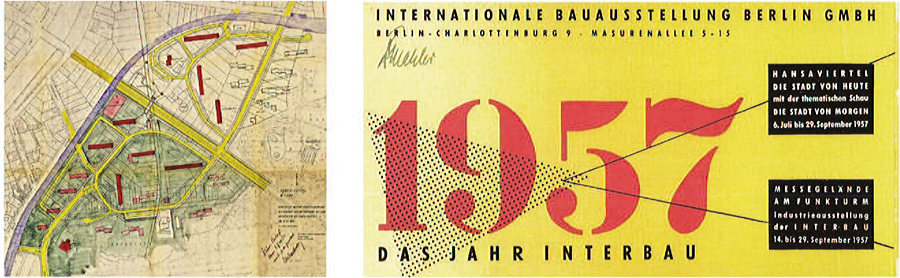 INTERNATIONALE BAUAUSSTELLUNG BERLIN GMBH
BERLIN-CHARLOTTENBURG 9 · MASURENALLEE 5-15
HANSAVIERTEL
DIE STADT VON HEUTE
mit der thematischen Schau
DIE STADT VON MORGEN
6. Juli bis 29. September 1957
1957
MESSEGELÄNDE
AM FUNKTURM
Industrieausstellung
der INTERBAU
14. bis 29. September 1957
DAS JAHR INTERBAU